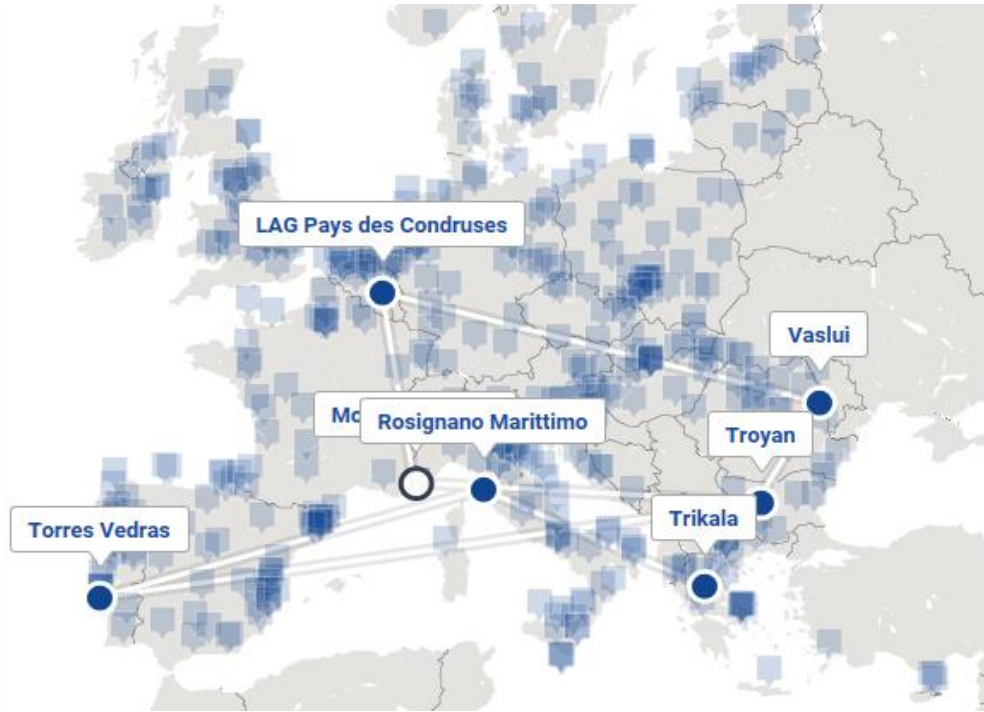 LAG Pays des Condruses
Vaslui
Rosignano Marittimo
Troyan
Trikala
Torres Vedras